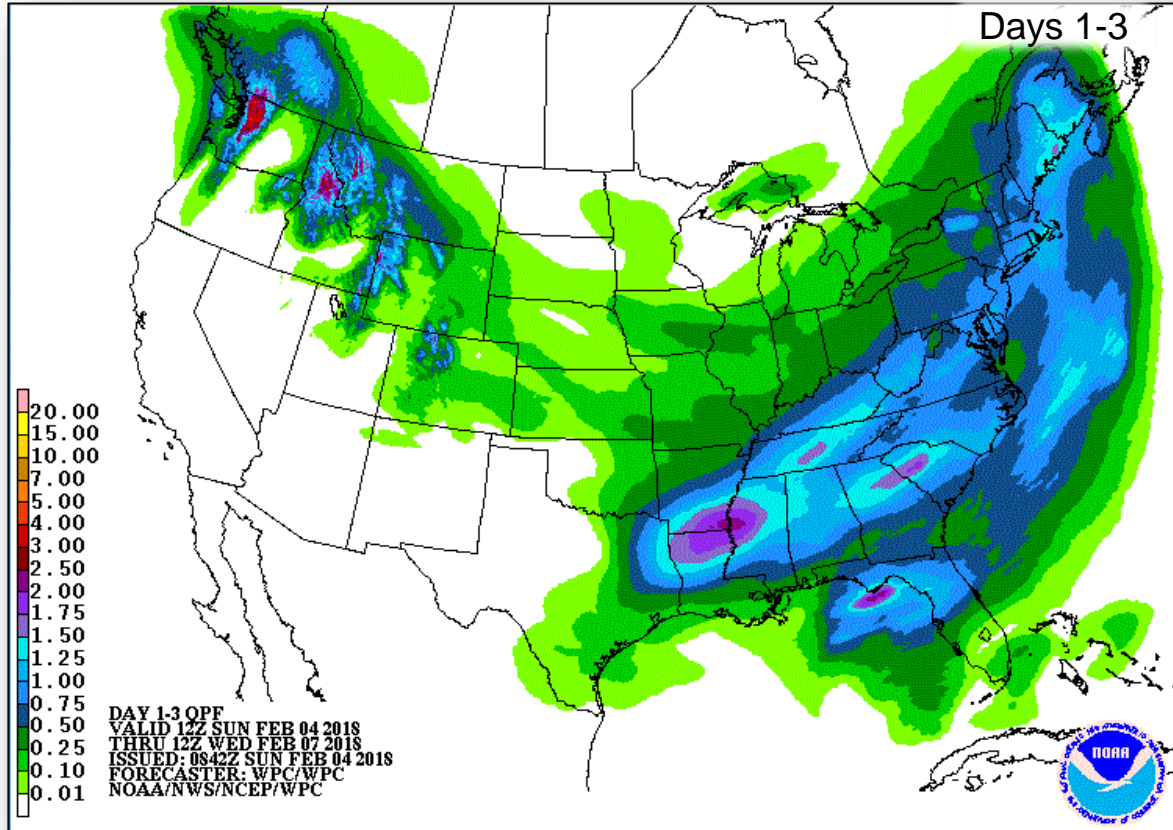 Days 1-3
20.00
15.00
10.00
7.00
5.00
4.00
3.00
2.50
2.00
1.75
1.50
1.25
1.00
0.75
0.50
0.25
0.10
0.01
DAY 1-3 QPF
VALID 12Z SUN FEB 04 2018
THRU 12Z WED FEB 07 2018
ISSUED: 0842Z SUN FEB 04 2018
FORECASTER: WPC/WPC
NOAA/NWS/NCEP/WPC
NOAA